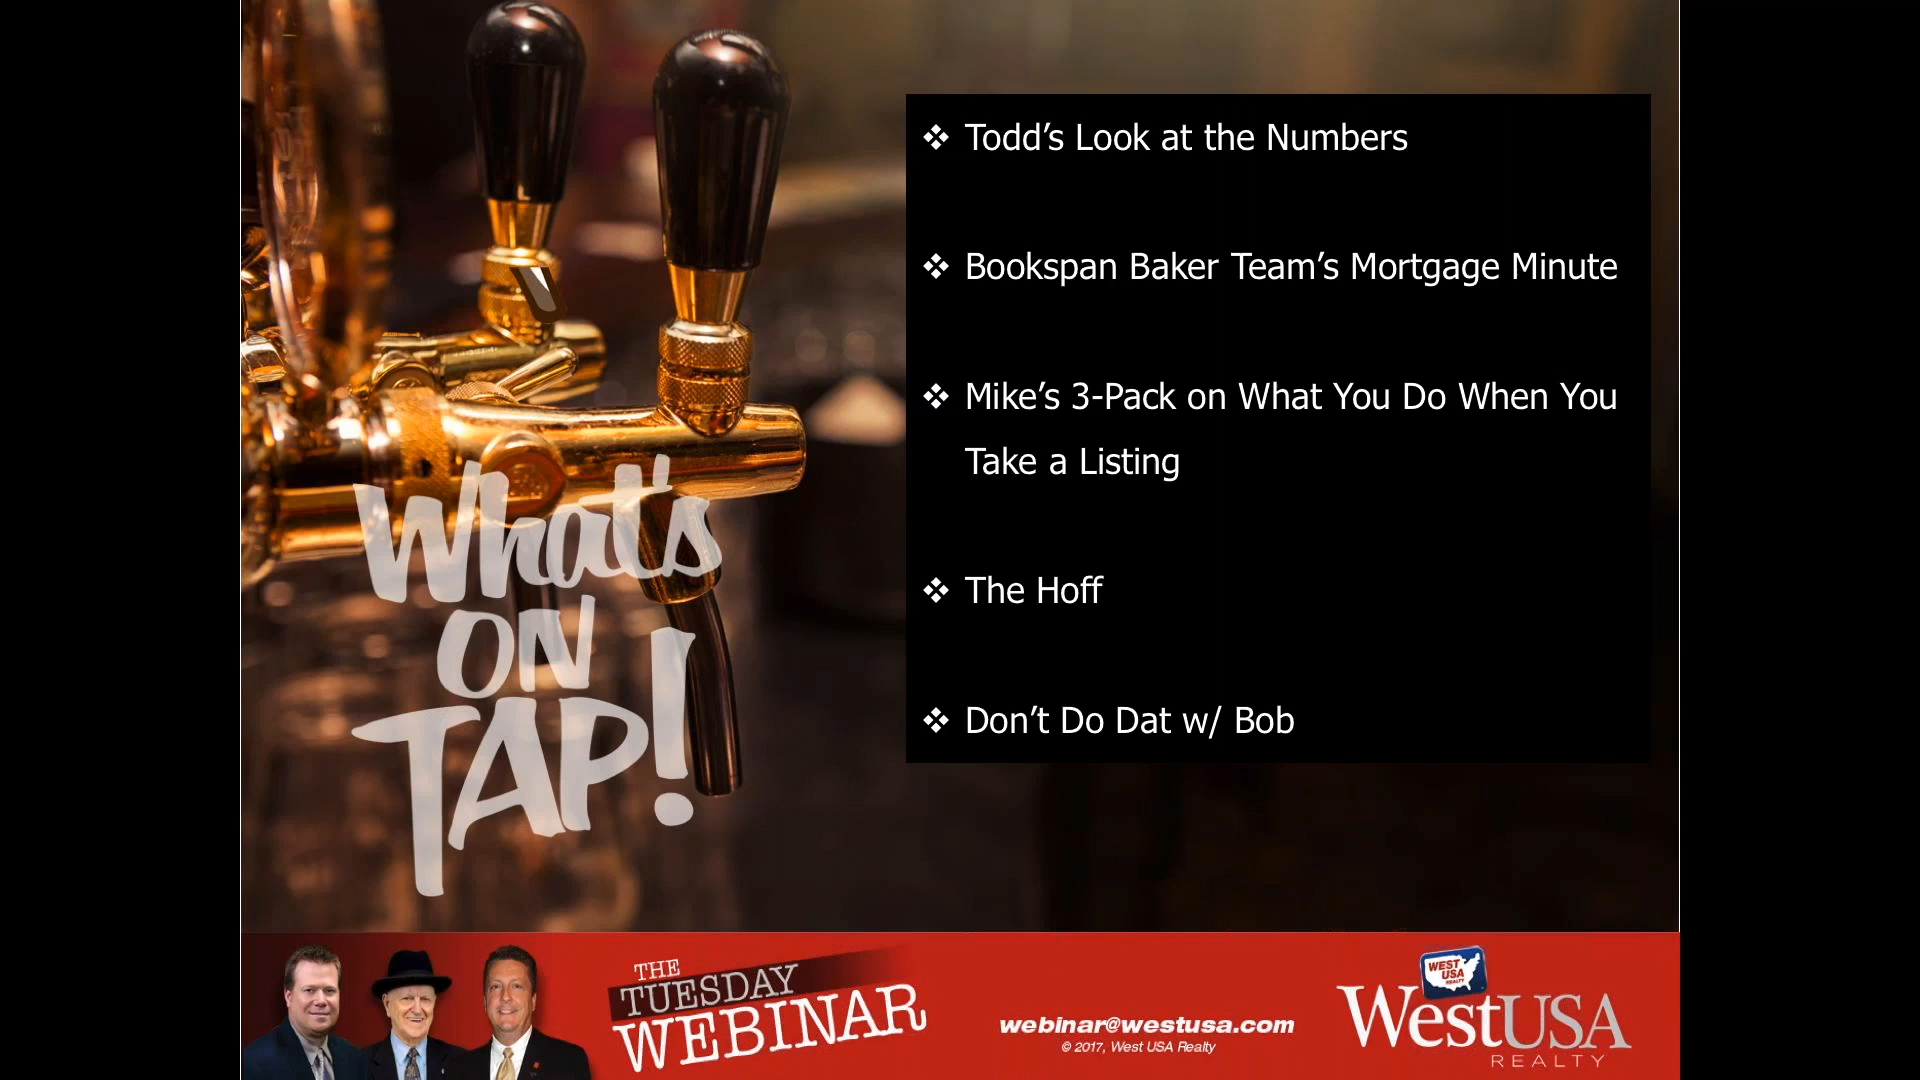 ❖ Todd’s Look at the Numbers
❖ Bookspan Baker Team’s Mortgage Minute
❖ Mike’s 3-Pack on What You Do When You
Take a Listing
❖ The Hoff
❖ Don’t Do Dat w/ Bob
What's
ON
TAP!
THE
TUESDAY
WEBINAR
webinar@westusa.com
© 2017, West USA Realty
WEST
USA
REALTY
WestUSA
REALTY